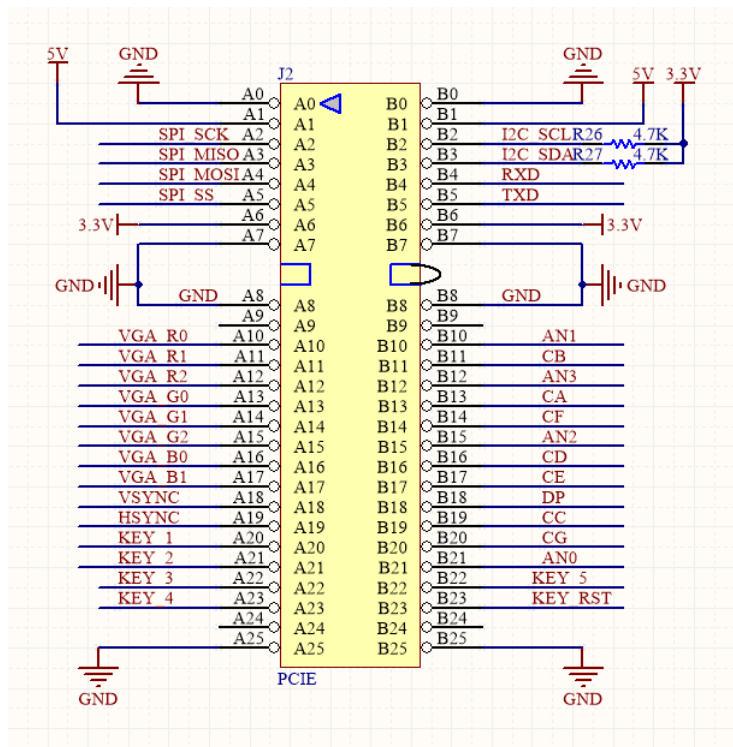 5V GND GND 5V 3.3V
J2
A0 A0 B0 B0
A1 A1 B1 B1
SPI_SCK A2 A2 B2 B2 I2C_SCL R26 4.7K
SPI_MISO A3 A3 B3 B3 I2C_SDA R27 4.7K
SPI_MOSI A4 A4 B4 B4 RXD
SPI_SS A5 A5 B5 B5 TXD
3.3V A6 A6 B6 B6 3.3V
A7 A7 B7 B7
GND GND
GND A8 A8 B8 B8 GND
A9 A9 B9 B9
VGA_R0 A10 A10 B10 B10 AN1
VGA_R1 A11 A11 B11 B11 CB
VGA_R2 A12 A12 B12 B12 AN3
VGA_G0 A13 A13 B13 B13 CA
VGA_G1 A14 A14 B14 B14 CF
VGA_G2 A15 A15 B15 B15 AN2
VGA_B0 A16 A16 B16 B16 CD
VGA_B1 A17 A17 B17 B17 CE
VSYNC A18 A18 B18 B18 DP
HSYNC A19 A19 B19 B19 CC
KEY_1 A20 A20 B20 B20 CG
KEY_2 A21 A21 B21 B21 AN0
KEY_3 A22 A22 B22 B22 KEY_5
KEY_4 A23 A23 B23 B23 KEY_RST
A24 A24 B24 B24
A25 A25 B25 B25
PCIE
GND GND